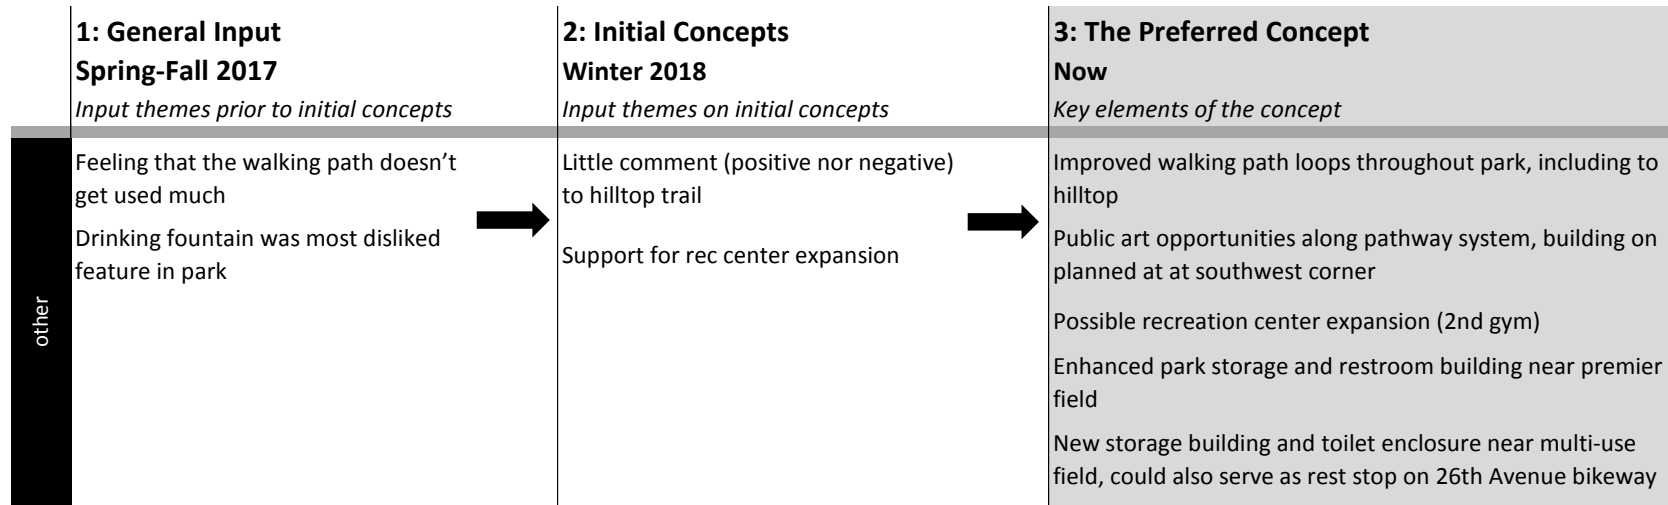 1: General Input
Spring-Fall 2017
Input themes prior to initial concepts
2: Initial Concepts
Winter 2018
Input themes on initial concepts
3: The Preferred Concept
Now
Key elements of the concept
other
Feeling that the walking path doesn’t
get used much
Drinking fountain was most disliked
feature in park
Little comment (positive nor negative)
to hilltop trail
Support for rec center expansion
Improved walking path loops throughout park, including to
hilltop
Public art opportunities along pathway system, building on
planned at at southwest corner
Possible recreation center expansion (2nd gym)
Enhanced park storage and restroom building near premier
field
New storage building and toilet enclosure near multi-use
field, could also serve as rest stop on 26th Avenue bikeway